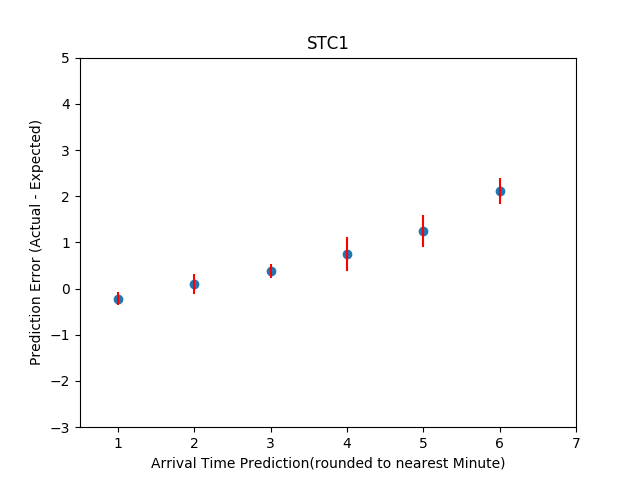 STC1
Prediction Error (Actual - Expected)
5
4
3
2
1
0
−1
−2
−3
1 2 3 4 5 6 7
Arrival Time Prediction(rounded to nearest Minute)